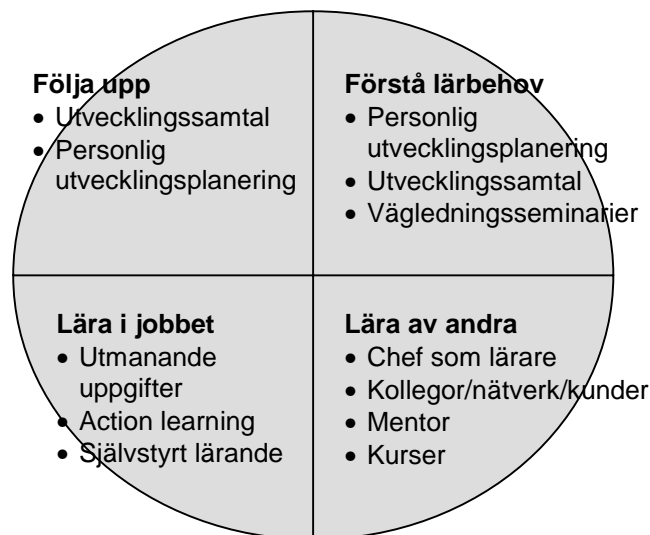 Följa upp
• Utvecklingssamtal
• Personlig
utvecklingsplanering
Förstå lärbehov
• Personlig
utvecklingsplanering
• Utvecklingssamtal
• Vägledningsseminarier
Lära i jobbet
• Utmanande
uppgifter
• Action learning
• Självstyrt lärande
Lära av andra
• Chef som lärare
• Kollegor/nätverk/kunder
• Mentor
• Kurser